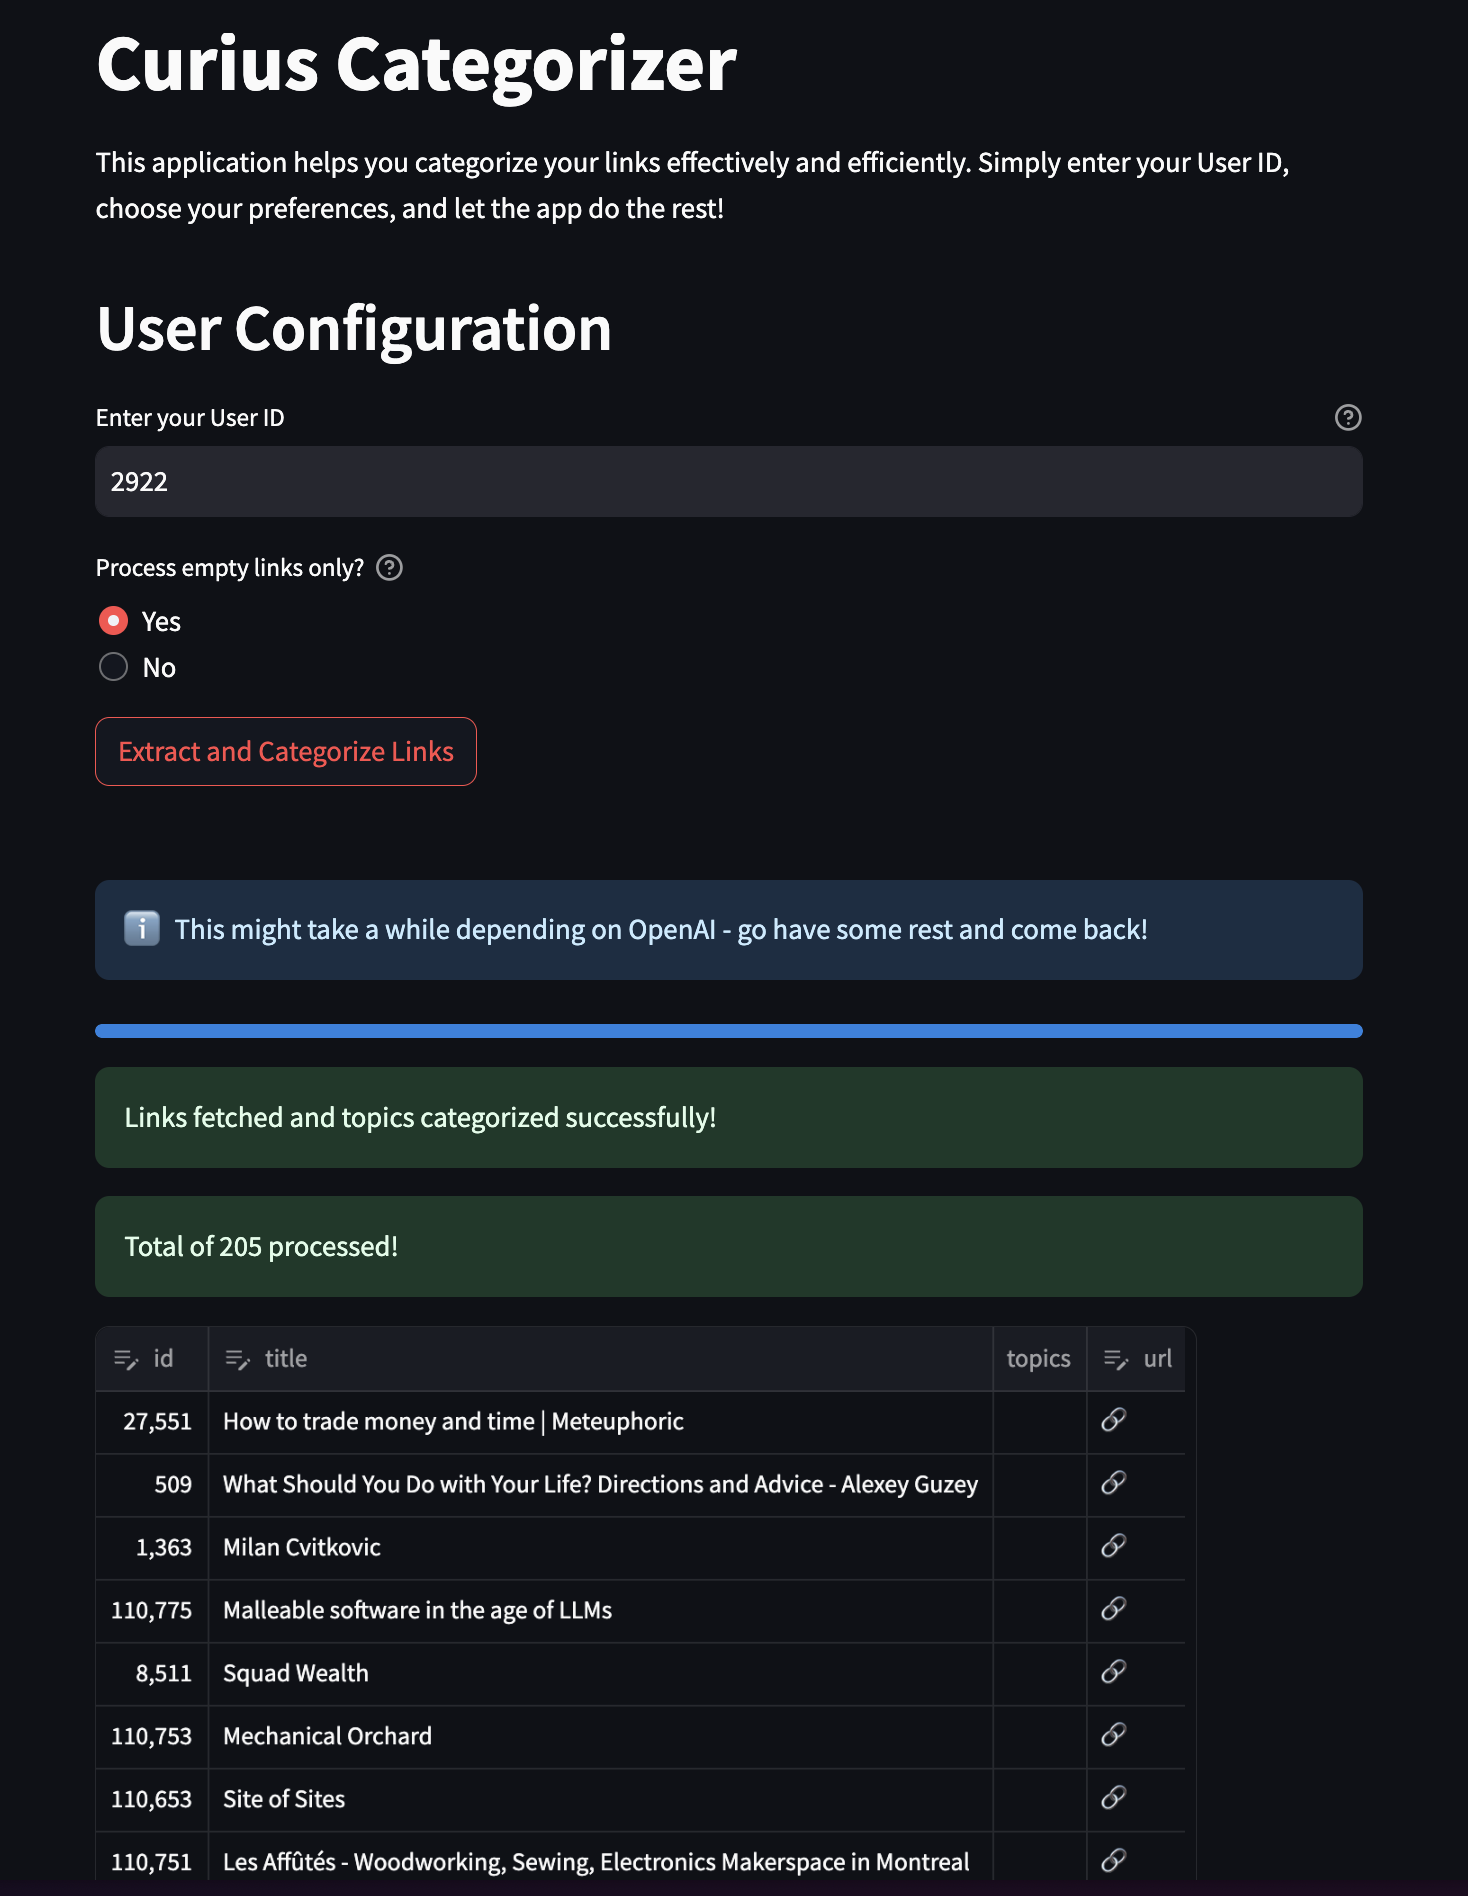 Curius Categorizer
This application helps you categorize your links effectively and efficiently. Simply enter your User ID,
choose your preferences, and let the app do the rest!
User Configuration
Enter your User ID
2922
Process empty links only?
Yes
No
Extract and Categorize Links
This might take a while depending on OpenAI - go have some rest and come back!
Links fetched and topics categorized successfully!
Total of 205 processed!
id title topics url
27,551 How to trade money and time | Meteuphoric
509 What Should You Do with Your Life? Directions and Advice - Alexey Guzey
1,363 Milan Cvitkovic
110,775 Malleable software in the age of LLMs
8,511 Squad Wealth
110,753 Mechanical Orchard
110,653 Site of Sites
110,751 Les Affûtés - Woodworking, Sewing, Electronics Makerspace in Montreal